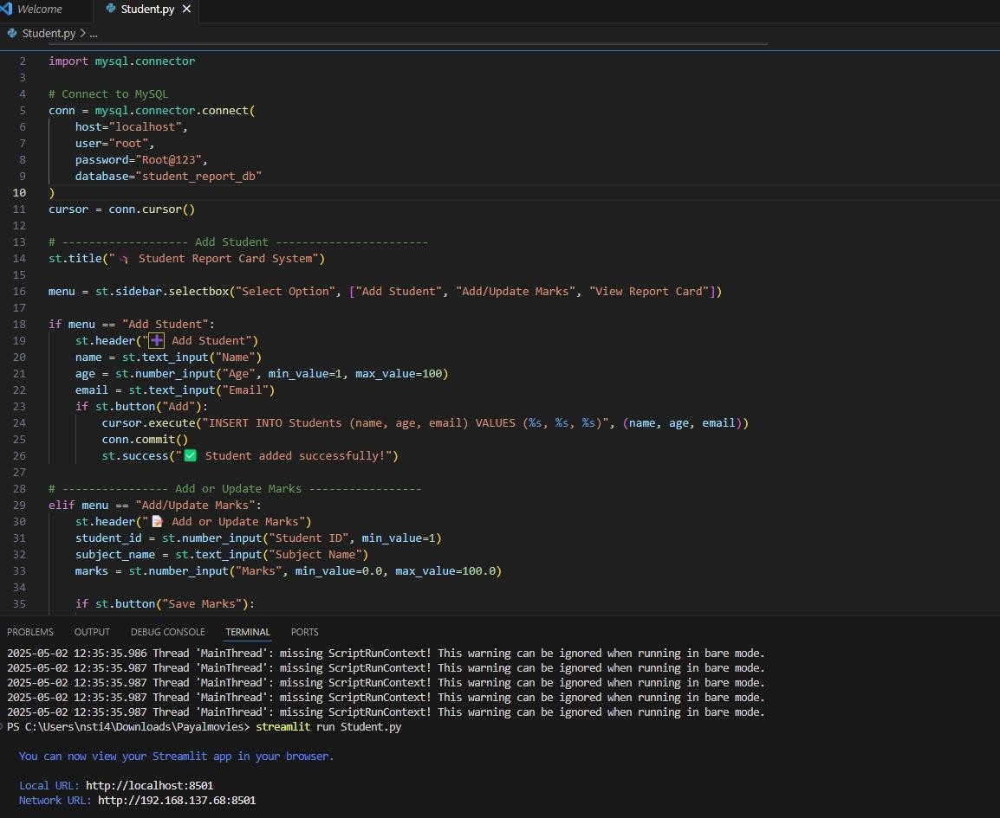 Welcome
Student.py
Student.py > ...
2 import mysql.connector
3
4 # Connect to MySQL
5 conn = mysql.connector.connect(
6     host="localhost",
7     user="root",
8     password="Root@123",
9     database="student_report_db"
10 )
11 cursor = conn.cursor()
12
13 # ------------------- Add Student -----------------------
14 st.title("🎓 Student Report Card System")
15
16 menu = st.sidebar.selectbox("Select Option", ["Add Student", "Add/Update Marks", "View Report Card"])
17
18 if menu == "Add Student":
19     st.header("➕ Add Student")
20     name = st.text_input("Name")
21     age = st.number_input("Age", min_value=1, max_value=100)
22     email = st.text_input("Email")
23     if st.button("Add"):
24         cursor.execute("INSERT INTO Students (name, age, email) VALUES (%s, %s, %s)", (name, age, email))
25         conn.commit()
26         st.success("✅ Student added successfully!")
27
28 # ---------------- Add or Update Marks -----------------
29 elif menu == "Add/Update Marks":
30     st.header("📝 Add or Update Marks")
31     student_id = st.number_input("Student ID", min_value=1)
32     subject_name = st.text_input("Subject Name")
33     marks = st.number_input("Marks", min_value=0.0, max_value=100.0)
34
35     if st.button("Save Marks"):
PROBLEMS OUTPUT DEBUG CONSOLE TERMINAL PORTS
2025-05-02 12:35:35.986 Thread 'MainThread': missing ScriptRunContext! This warning can be ignored when running in bare mode.
2025-05-02 12:35:35.987 Thread 'MainThread': missing ScriptRunContext! This warning can be ignored when running in bare mode.
2025-05-02 12:35:35.987 Thread 'MainThread': missing ScriptRunContext! This warning can be ignored when running in bare mode.
2025-05-02 12:35:35.987 Thread 'MainThread': missing ScriptRunContext! This warning can be ignored when running in bare mode.
2025-05-02 12:35:35.987 Thread 'MainThread': missing ScriptRunContext! This warning can be ignored when running in bare mode.
PS C:\Users\nsti4\Downloads\Payalmovies> streamlit run Student.py
You can now view your Streamlit app in your browser.
Local URL: http://localhost:8501
Network URL: http://192.168.137.68:8501